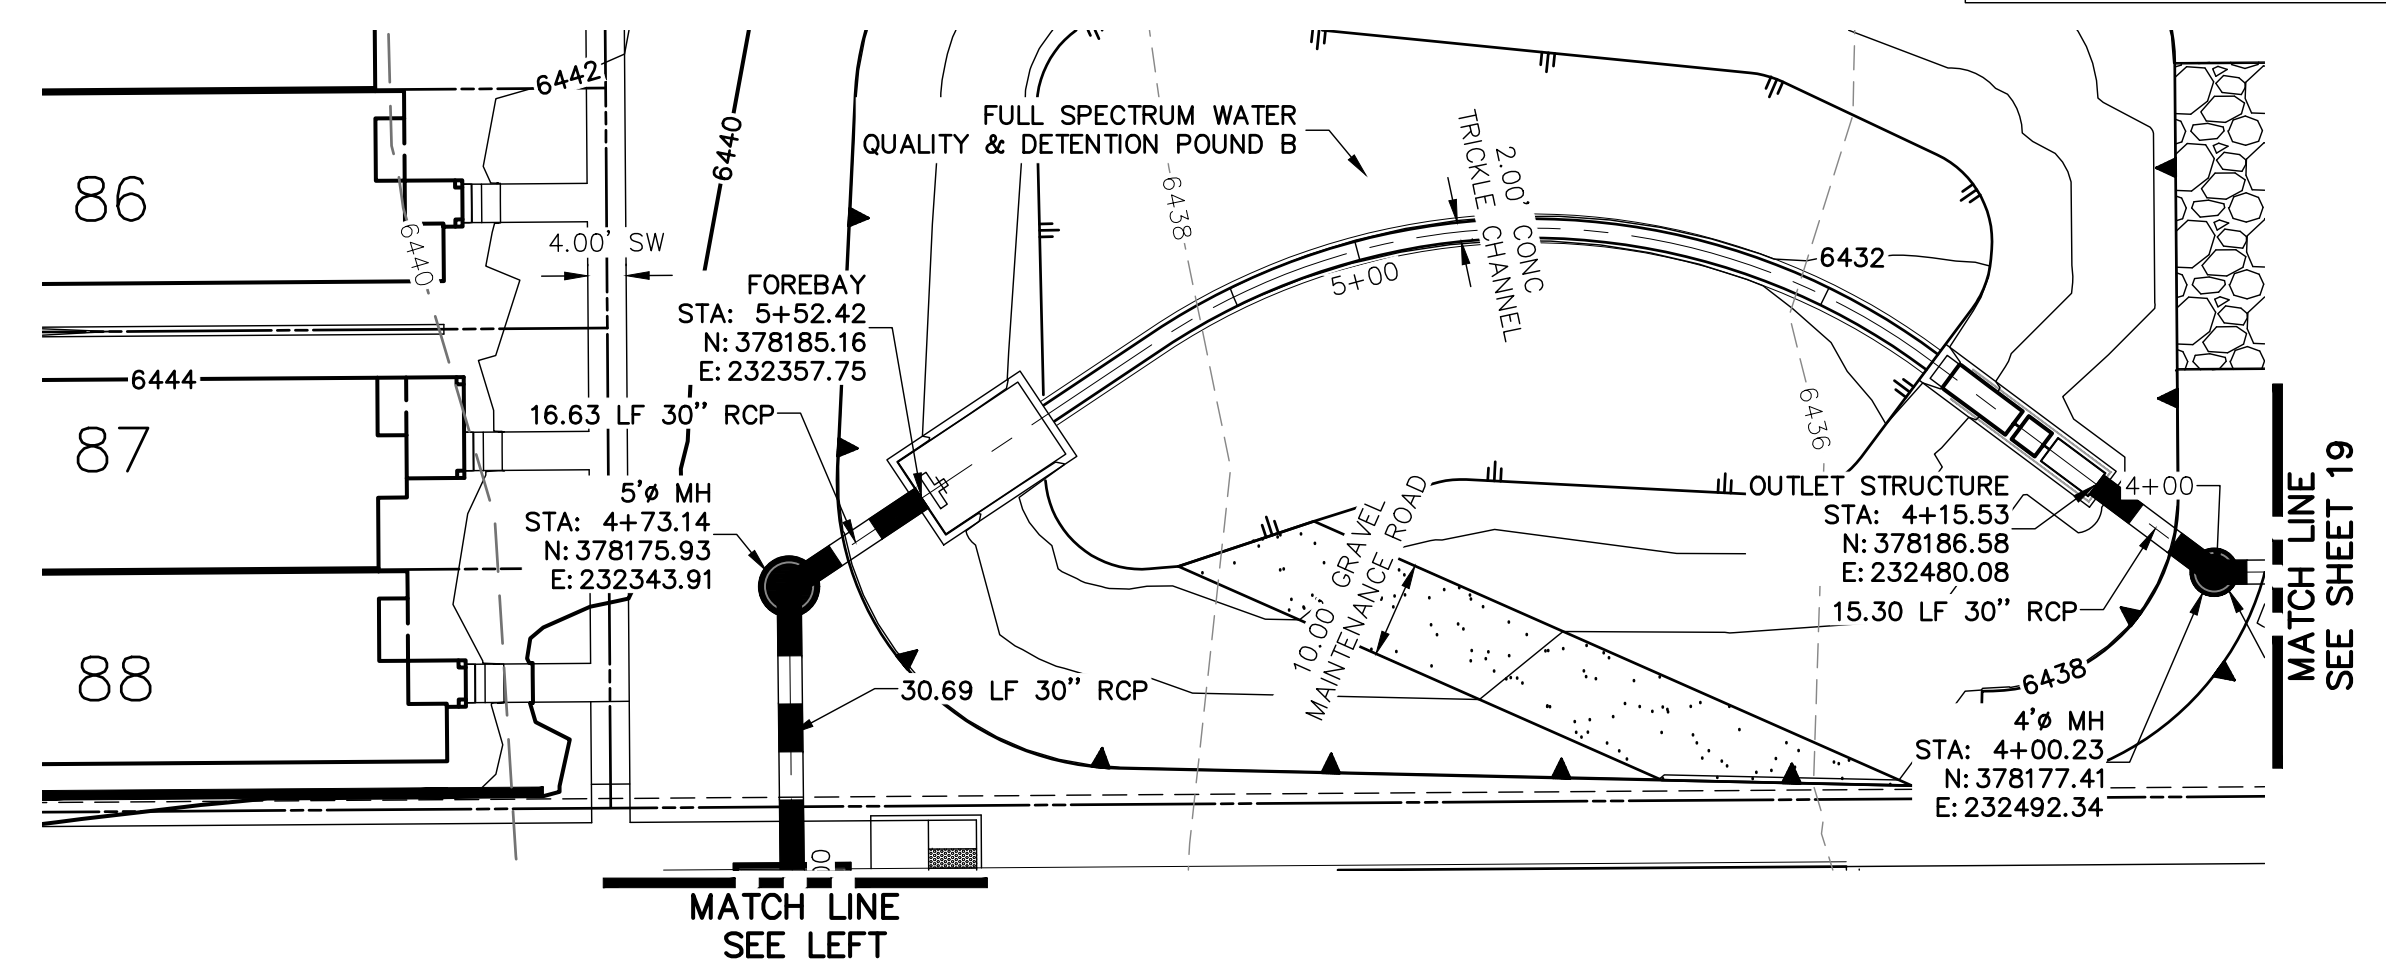 6442
6440
FULL SPECTRUM WATER
QUALITY & DETENTION POUND B
2.00' CONC
TRICKLE CHANNEL
86
6440
6438
4.00' SW
6432
FOREBAY
STA: 5+52.42
N: 378185.16
E: 232357.75
5+00
6444
16.63 LF 30" RCP
6436
87
5'ø MH
STA: 4+73.14
N: 378175.93
E: 232343.91
10.00' GRAVEL
MAINTENANCE ROAD
OUTLET STRUCTURE
STA: 4+15.53
N: 378186.58
E: 232480.08
4+00
15.30 LF 30" RCP
MATCH LINE
SEE SHEET 19
88
30.69 LF 30" RCP
6438
4'ø MH
STA: 4+00.23
N: 378177.41
E: 232492.34
MATCH LINE
SEE LEFT